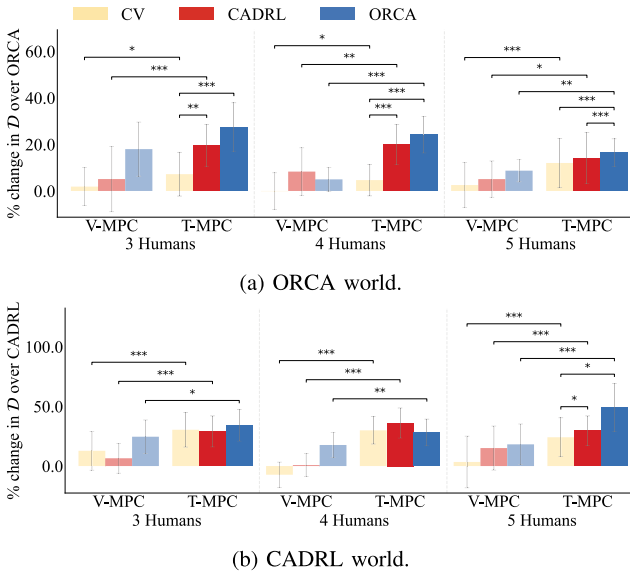 CV CADRL ORCA
% change in D over ORCA
60.0
40.0
20.0
0.0
* *** *** **
* ** *** *** ***
*** * ** *** ***
V-MPC T-MPC V-MPC T-MPC V-MPC T-MPC
3 Humans 4 Humans 5 Humans
(a) ORCA world.
% change in D over CADRL
100.0
50.0
0.0
*** *** *
*** *** **
*** *** *** * *
V-MPC T-MPC V-MPC T-MPC V-MPC T-MPC
3 Humans 4 Humans 5 Humans
(b) CADRL world.